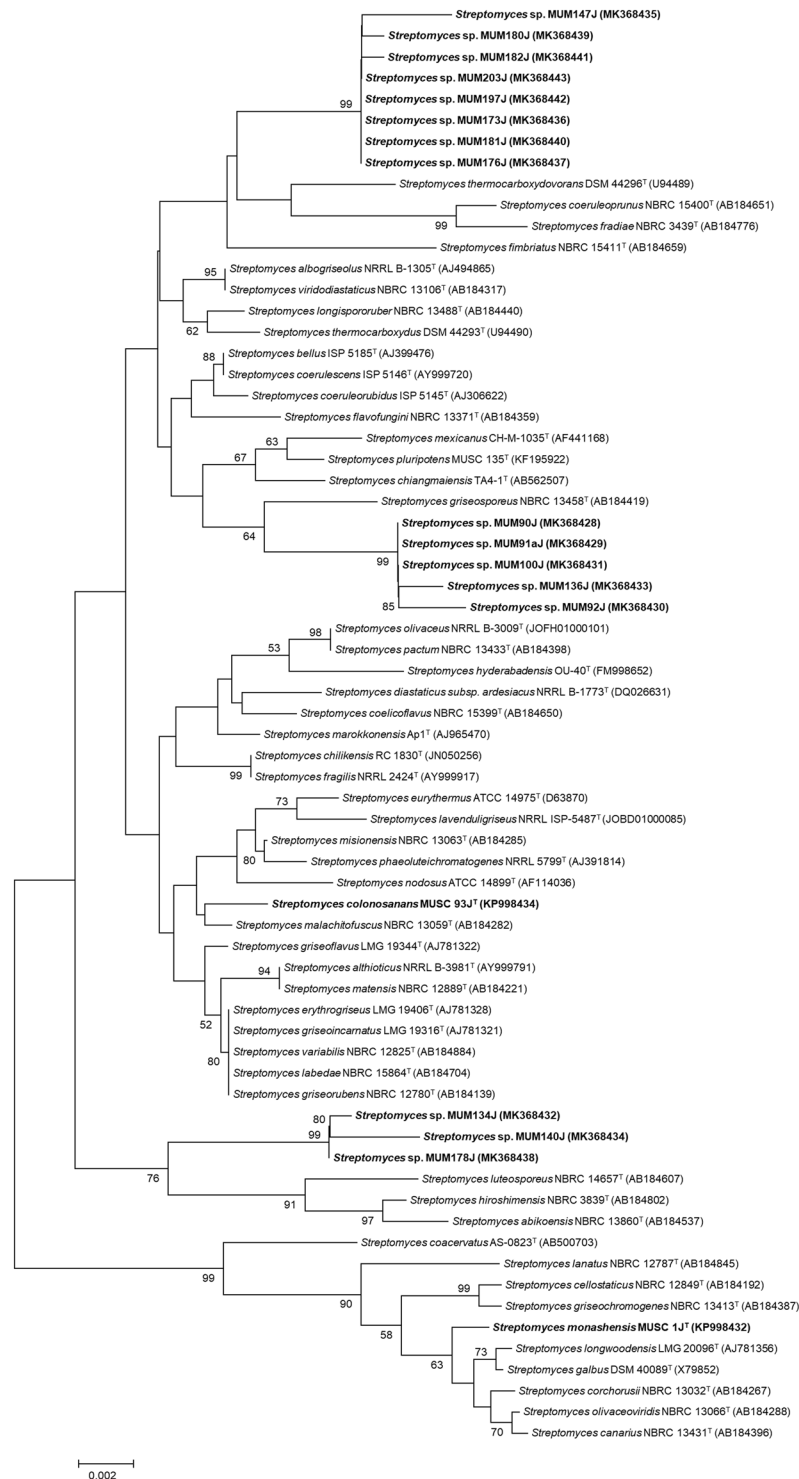 Streptomyces sp. MUM147J (MK368435)
Streptomyces sp. MUM180J (MK368439)
Streptomyces sp. MUM182J (MK368441)
Streptomyces sp. MUM203J (MK368443)
99
Streptomyces sp. MUM197J (MK368442)
Streptomyces sp. MUM173J (MK368436)
Streptomyces sp. MUM181J (MK368440)
Streptomyces sp. MUM176J (MK368437)
Streptomyces thermocarboxydovorans DSM 44296ᵀ (U94489)
Streptomyces coeruleoprunus NBRC 15400ᵀ (AB184651)
99
Streptomyces fradiae NBRC 3439ᵀ (AB184776)
Streptomyces fimbriatus NBRC 15411ᵀ (AB184659)
95
Streptomyces albogriseolus NRRL B-1305ᵀ (AJ494865)
Streptomyces viridodiastaticus NBRC 13106ᵀ (AB184317)
Streptomyces longispororuber NBRC 13488ᵀ (AB184440)
62
Streptomyces thermocarboxydus DSM 44293ᵀ (U94490)
88
Streptomyces bellus ISP 5185ᵀ (AJ399476)
Streptomyces coerulescens ISP 5146ᵀ (AY999720)
Streptomyces coeruleorubidus ISP 5145ᵀ (AJ306622)
Streptomyces flavofungini NBRC 13371ᵀ (AB184359)
63
Streptomyces mexicanus CH-M-1035ᵀ (AF441168)
67
Streptomyces pluripotens MUSC 135ᵀ (KF195922)
Streptomyces chiangmaiensis TA4-1ᵀ (AB562507)
Streptomyces griseosporeus NBRC 13458ᵀ (AB184419)
64
Streptomyces sp. MUM90J (MK368428)
Streptomyces sp. MUM91aJ (MK368429)
99
Streptomyces sp. MUM100J (MK368431)
Streptomyces sp. MUM136J (MK368433)
85
Streptomyces sp. MUM92J (MK368430)
98
Streptomyces olivaceus NRRL B-3009ᵀ (JOFH01000101)
53
Streptomyces pactum NBRC 13433ᵀ (AB184398)
Streptomyces hyderabadensis OU-40ᵀ (FM998652)
Streptomyces diastaticus subsp. ardesiacus NRRL B-1773ᵀ (DQ026631)
Streptomyces coelicoflavus NBRC 15399ᵀ (AB184650)
Streptomyces marokkonensis Ap1ᵀ (AJ965470)
Streptomyces chilikensis RC 1830ᵀ (JN050256)
99
Streptomyces fragilis NRRL 2424ᵀ (AY999917)
73
Streptomyces eurythermus ATCC 14975ᵀ (D63870)
Streptomyces lavenduligriseus NRRL ISP-5487ᵀ (JOBD01000085)
Streptomyces misionensis NBRC 13063ᵀ (AB184285)
80
Streptomyces phaeoluteichromatogenes NRRL 5799ᵀ (AJ391814)
Streptomyces nodosus ATCC 14899ᵀ (AF114036)
Streptomyces colonosanans MUSC 93Jᵀ (KP998434)
Streptomyces malachitofuscus NBRC 13059ᵀ (AB184282)
Streptomyces griseoflavus LMG 19344ᵀ (AJ781322)
94
Streptomyces althioticus NRRL B-3981ᵀ (AY999791)
Streptomyces matensis NBRC 12889ᵀ (AB184221)
52
Streptomyces erythrogriseus LMG 19406ᵀ (AJ781328)
Streptomyces griseoincarnatus LMG 19316ᵀ (AJ781321)
80
Streptomyces variabilis NBRC 12825ᵀ (AB184884)
Streptomyces labedae NBRC 15864ᵀ (AB184704)
Streptomyces griseorubens NBRC 12780ᵀ (AB184139)
80
Streptomyces sp. MUM134J (MK368432)
99
Streptomyces sp. MUM140J (MK368434)
Streptomyces sp. MUM178J (MK368438)
76
Streptomyces luteosporeus NBRC 14657ᵀ (AB184607)
91
Streptomyces hiroshimensis NBRC 3839ᵀ (AB184802)
97
Streptomyces abikoensis NBRC 13860ᵀ (AB184537)
Streptomyces coacervatus AS-0823ᵀ (AB500703)
99
Streptomyces lanatus NBRC 12787ᵀ (AB184845)
90
99
Streptomyces cellostaticus NBRC 12849ᵀ (AB184192)
Streptomyces griseochromogenes NBRC 13413ᵀ (AB184387)
58
Streptomyces monashensis MUSC 1Jᵀ (KP998432)
73
Streptomyces longwoodensis LMG 20096ᵀ (AJ781356)
63
Streptomyces galbus DSM 40089ᵀ (X79852)
Streptomyces corchorusii NBRC 13032ᵀ (AB184267)
Streptomyces olivaceoviridis NBRC 13066ᵀ (AB184288)
70
Streptomyces canarius NBRC 13431ᵀ (AB184396)
0.002